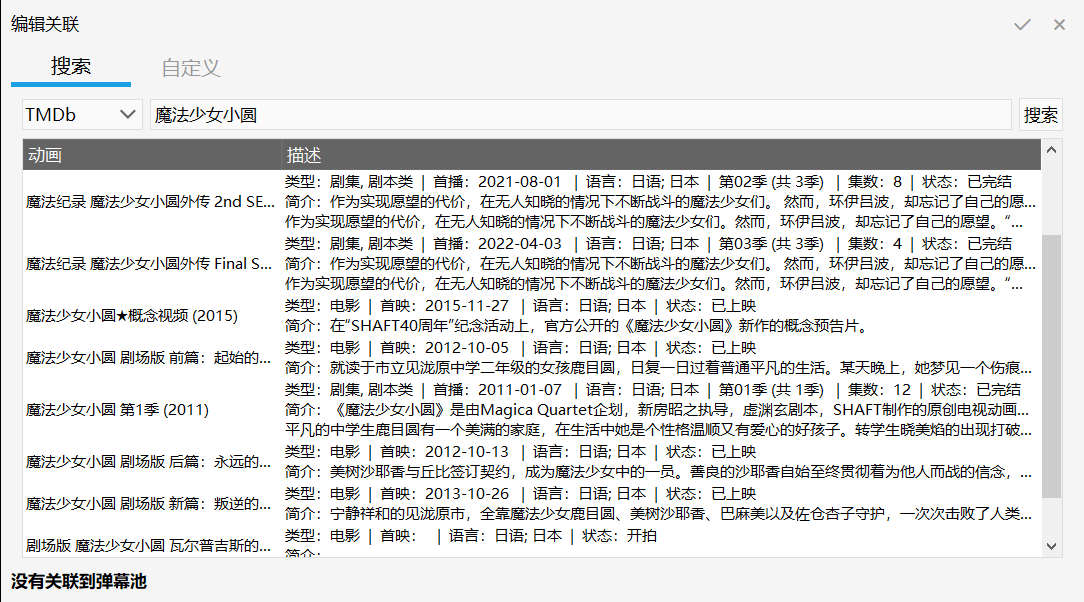 编辑关联
搜索 自定义
TMDb 魔法少女小圆 搜索
动画 描述
类型：剧集, 剧本类 | 首播：2021-08-01 | 语言：日语; 日本 | 第02季 (共 3季) | 集数：8 | 状态：已完结
魔法纪录 魔法少女小圆外传 2nd SE... 简介：作为实现愿望的代价，在无人知晓的情况下不断战斗的魔法少女们。 然而，环伊吕波，却忘记了自己的愿...
作为实现愿望的代价，在无人知晓的情况下不断战斗的魔法少女们。然而，环伊吕波，却忘记了自己的愿望。“...
类型：剧集, 剧本类 | 首播：2022-04-03 | 语言：日语; 日本 | 第03季 (共 3季) | 集数：4 | 状态：已完结
魔法纪录 魔法少女小圆外传 Final S... 简介：作为实现愿望的代价，在无人知晓的情况下不断战斗的魔法少女们。 然而，环伊吕波，却忘记了自己的愿...
作为实现愿望的代价，在无人知晓的情况下不断战斗的魔法少女们。然而，环伊吕波，却忘记了自己的愿望。“...
类型：电影 | 首映：2015-11-27 | 语言：日语; 日本 | 状态：已上映
魔法少女小圆★概念视频 (2015) 简介：在“SHAFT40周年”纪念活动上，官方公开的《魔法少女小圆》新作的概念预告片。
类型：电影 | 首映：2012-10-05 | 语言：日语; 日本 | 状态：已上映
魔法少女小圆 剧场版 前篇：起始的... 简介：就读于市立见泷原中学二年级的女孩鹿目圆，日复一日过着普通平凡的生活。某天晚上，她梦见一个伤痕...
类型：剧集, 剧本类 | 首播：2011-01-07 | 语言：日语; 日本 | 第01季 (共 1季) | 集数：12 | 状态：已完结
魔法少女小圆 第1季 (2011) 简介：《魔法少女小圆》是由Magica Quartet企划，新房昭之执导，虚渊玄剧本，SHAFT制作的原创电视动画...
平凡的中学生鹿目圆有一个美满的家庭，在生活中她是个性格温顺又有爱心的好孩子。转学生晓美焰的出现打破...
类型：电影 | 首映：2012-10-13 | 语言：日语; 日本 | 状态：已上映
魔法少女小圆 剧场版 后篇：永远的... 简介：美树沙耶香与丘比签订契约，成为魔法少女中的一员。善良的沙耶香自始至终贯彻着为他人而战的信念，...
类型：电影 | 首映：2013-10-26 | 语言：日语; 日本 | 状态：已上映
魔法少女小圆 剧场版 新篇：叛逆的... 简介：宁静祥和的见泷原市，全靠魔法少女鹿目圆、美树沙耶香、巴麻美以及佐仓杏子守护，一次次击败了人类...
类型：电影 | 首映： | 语言：日语; 日本 | 状态：开拍
剧场版 魔法少女小圆 瓦尔普吉斯的... 简介：
没有关联到弹幕池